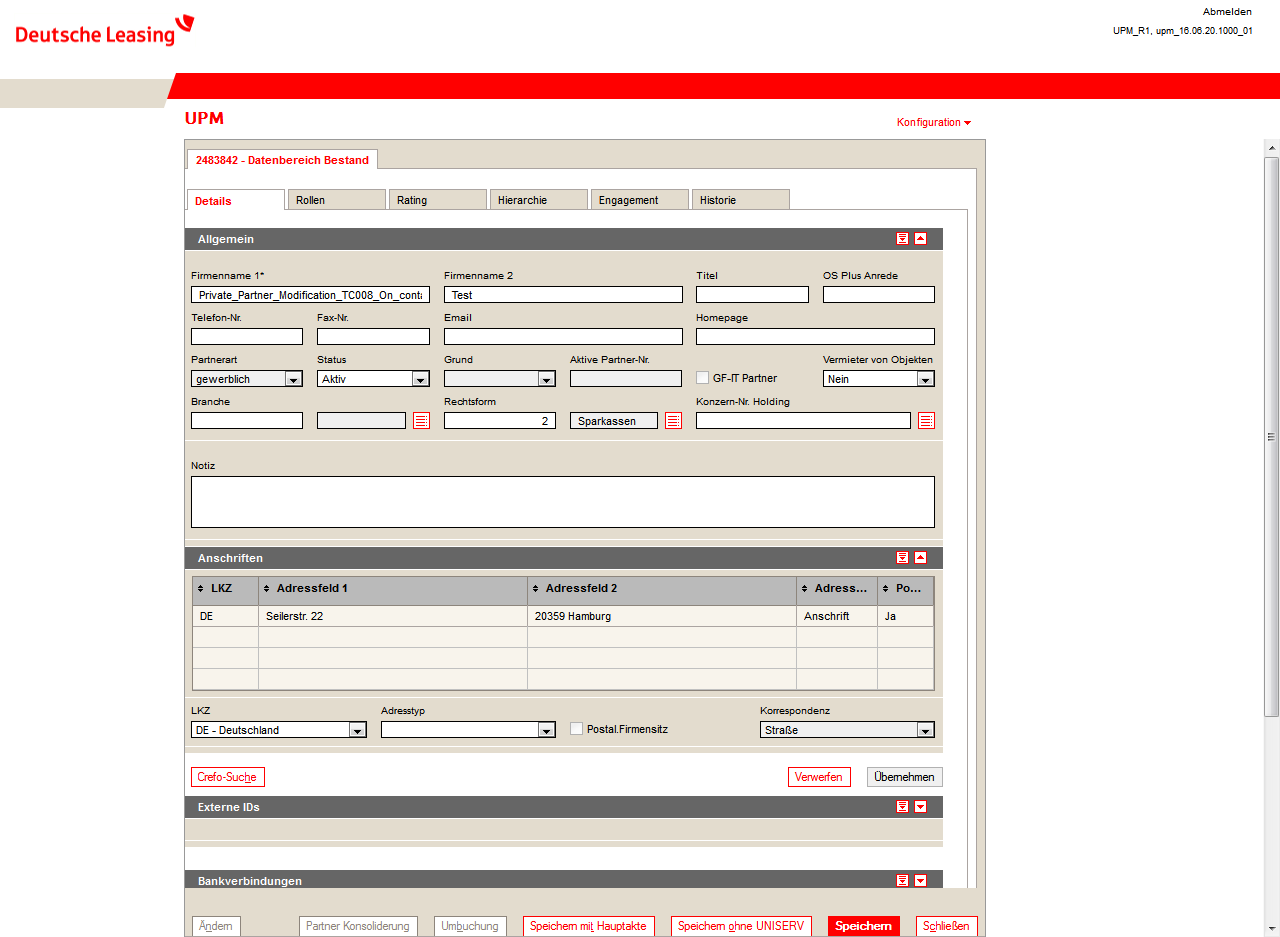 Deutsche Leasing
Abmelden
UPM_R1, upm_16.06.20.1000_01
UPM
Konfiguration
2483842 - Datenbereich Bestand
Details Rollen Rating Hierarchie Engagement Historie
Allgemein
Firmenname 1* Firmenname 2 Titel OS Plus Anrede
Private_Partner_Modification_TC008_On_conta Test
Telefon-Nr. Fax-Nr. Email Homepage
Partnerart Status Grund Aktive Partner-Nr. Vermieter von Objekten
gewerblich Aktiv GF-IT Partner Nein
Branche Rechtsform Konzern-Nr. Holding
2 Sparkassen
Notiz
Anschriften
LKZ Adressfeld 1 Adressfeld 2 Adress... Po...
DE Seilerstr. 22 20359 Hamburg Anschrift Ja
LKZ Adresstyp Korrespondenz
DE - Deutschland Postal.Firmensitz Straße
Crefo-Suche Verwerfen Übernehmen
Externe IDs
Bankverbindungen
Ändern Partner Konsolidierung Umbuchung Speichern mit Hauptakte Speichern ohne UNISERV Speichern Schließen